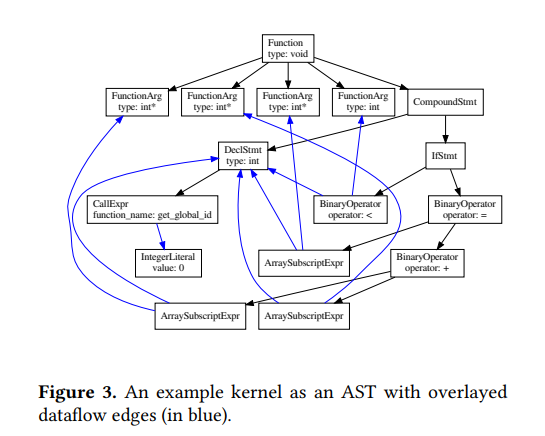 Function
type: void
FunctionArg
type: int*
FunctionArg
type: int*
FunctionArg
type: int*
FunctionArg
type: int
CompoundStmt
DeclStmt
type: int
IfStmt
CallExpr
function_name: get_global_id
BinaryOperator
operator: <
BinaryOperator
operator: =
IntegerLiteral
value: 0
ArraySubscriptExpr
BinaryOperator
operator: +
ArraySubscriptExpr
ArraySubscriptExpr
Figure 3. An example kernel as an AST with overlayed
dataflow edges (in blue).